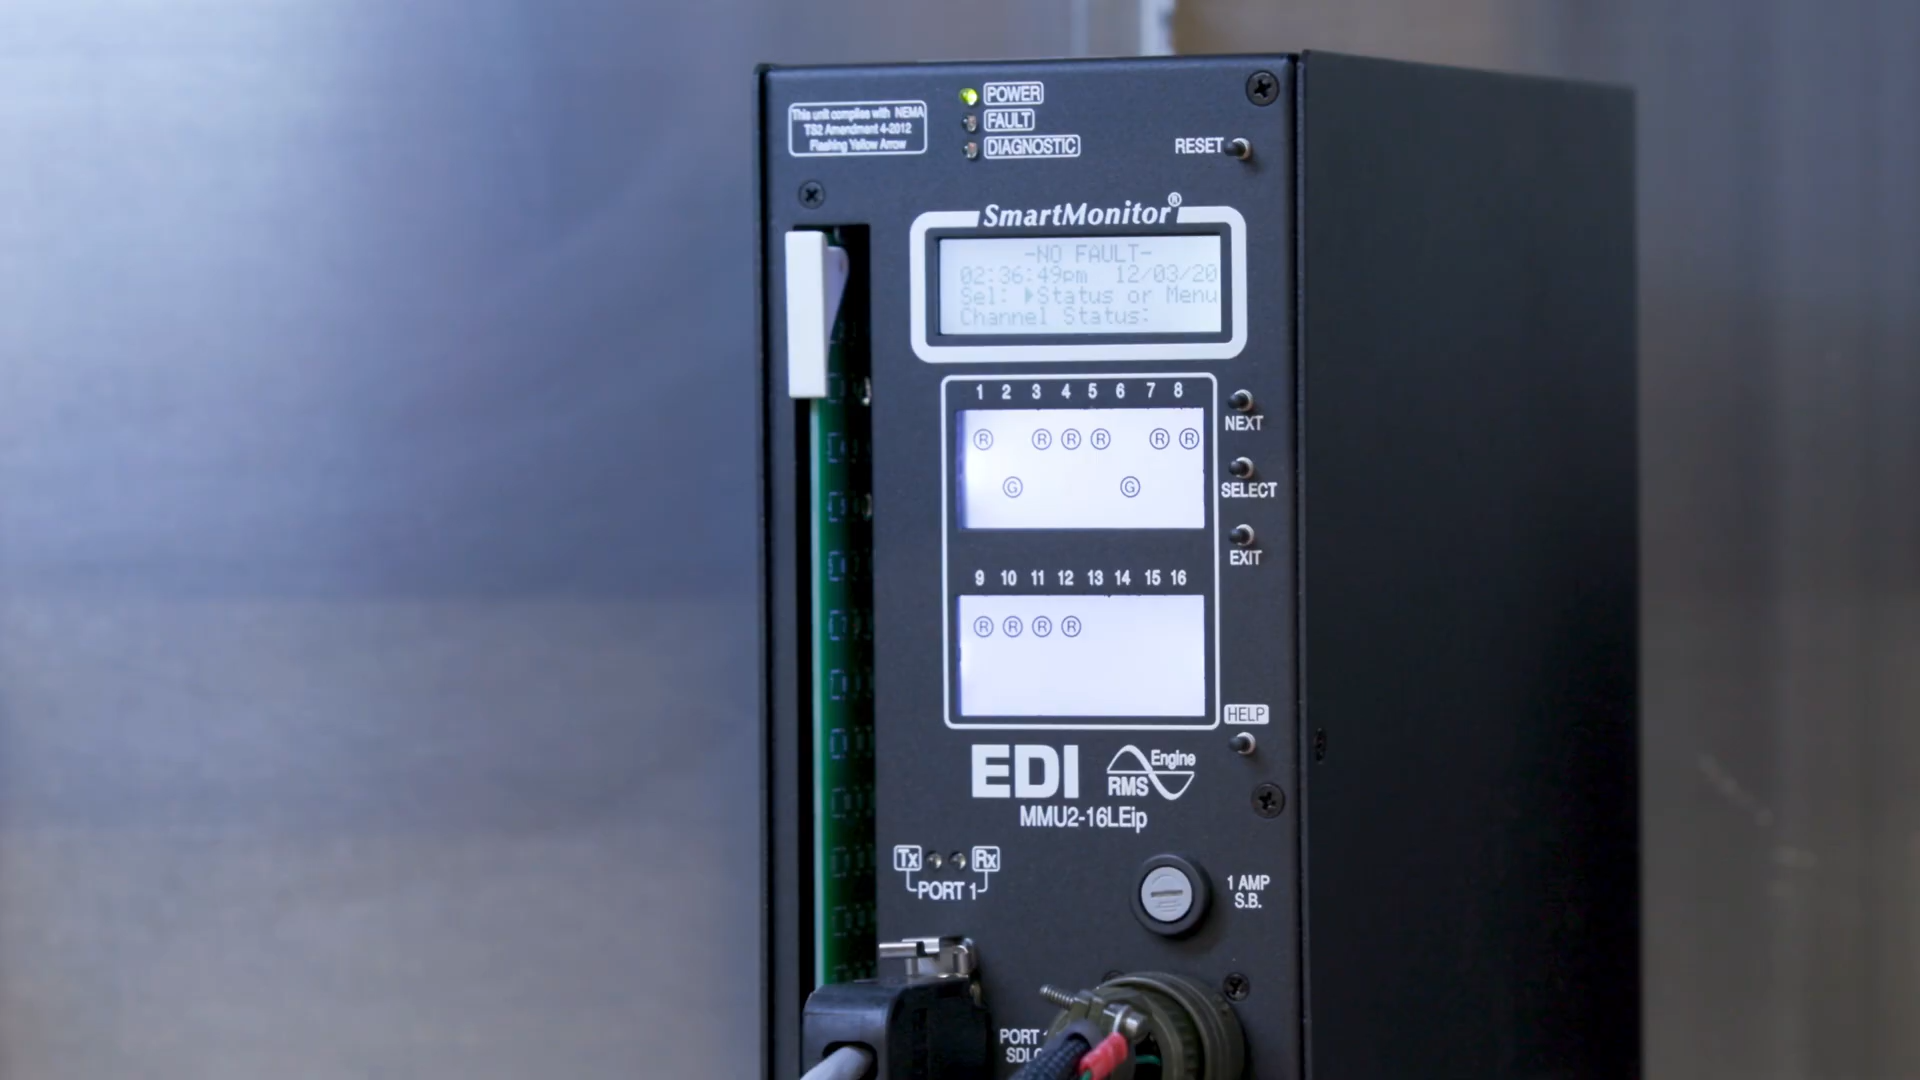 POWER
FAULT
DIAGNOSTIC
This unit complies with NEMA
TS2 Amendment 4-2012
Flashing Yellow Arrow
RESET
SmartMonitor®
-NO FAULT-
02:36:49pm 12/03/20
Sel: ▶Status or Menu
Channel Status:
1 2 3 4 5 6 7 8
R R R R R R
G G
NEXT
SELECT
EXIT
9 10 11 12 13 14 15 16
R R R R
HELP
EDI
Engine
RMS
MMU2-16LEip
Tx Rx
PORT 1
1 AMP
S.B.
PORT